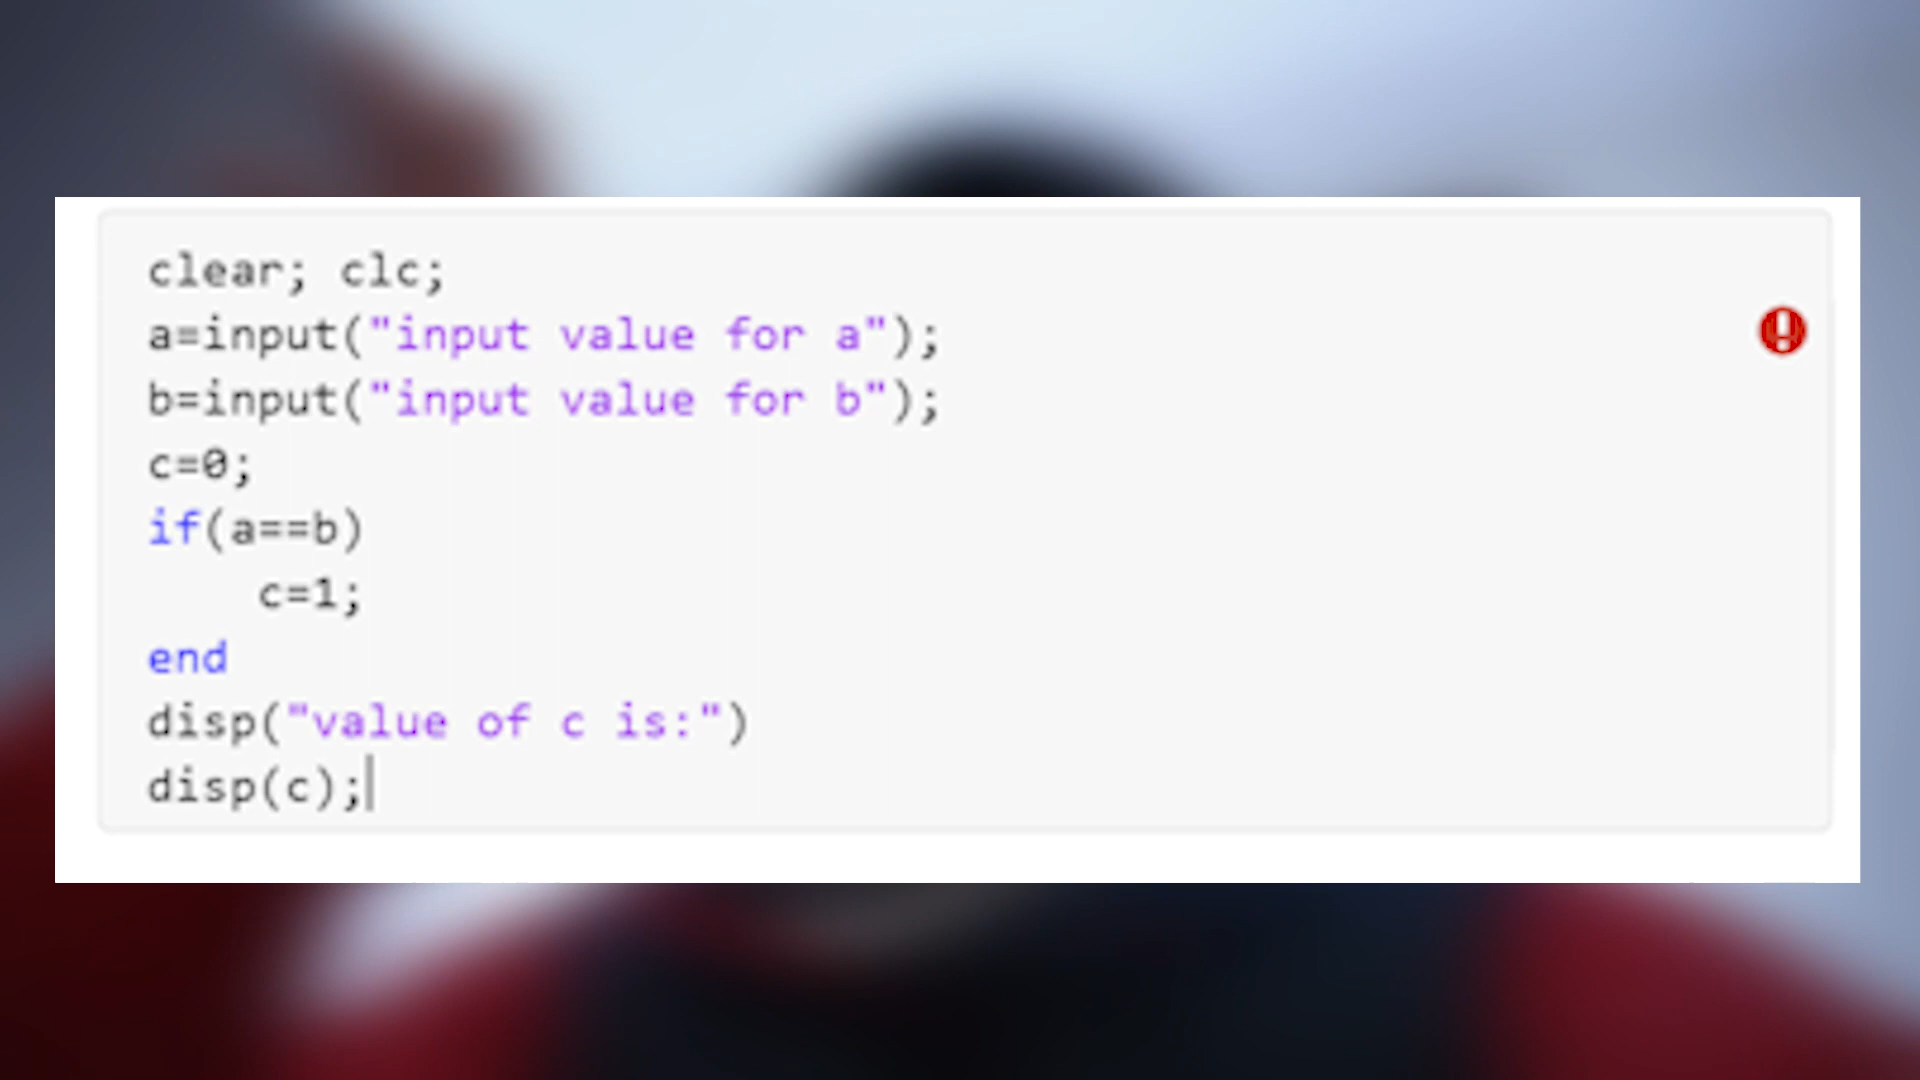 clear; clc;
a=input("input value for a");
b=input("input value for b");
c=0;
if(a==b)
    c=1;
end
disp("value of c is:")
disp(c);